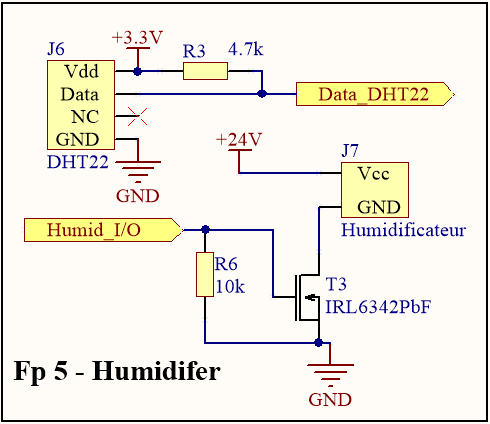 J6
+3.3V
R3
4.7k
Vdd
Data
NC
GND
DHT22
GND
Data_DHT22
+24V
J7
Vcc
GND
Humidificateur
Humid_I/O
R6
10k
T3
IRL6342PbF
GND
Fp 5 - Humidifer